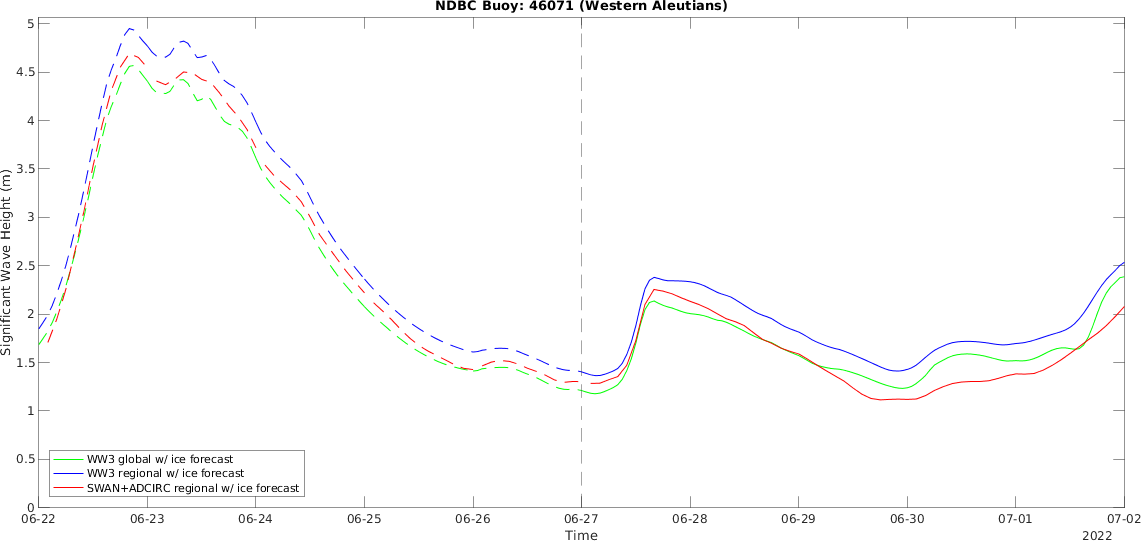 NDBC Buoy: 46071 (Western Aleutians)
5
4.5
4
3.5
3
2.5
2
1.5
1
0.5
0
Significant Wave Height (m)
WW3 global w/ ice forecast
WW3 regional w/ ice forecast
SWAN+ADCIRC regional w/ ice forecast
06-22 06-23 06-24 06-25 06-26 06-27 06-28 06-29 06-30 07-01 07-02
Time
2022